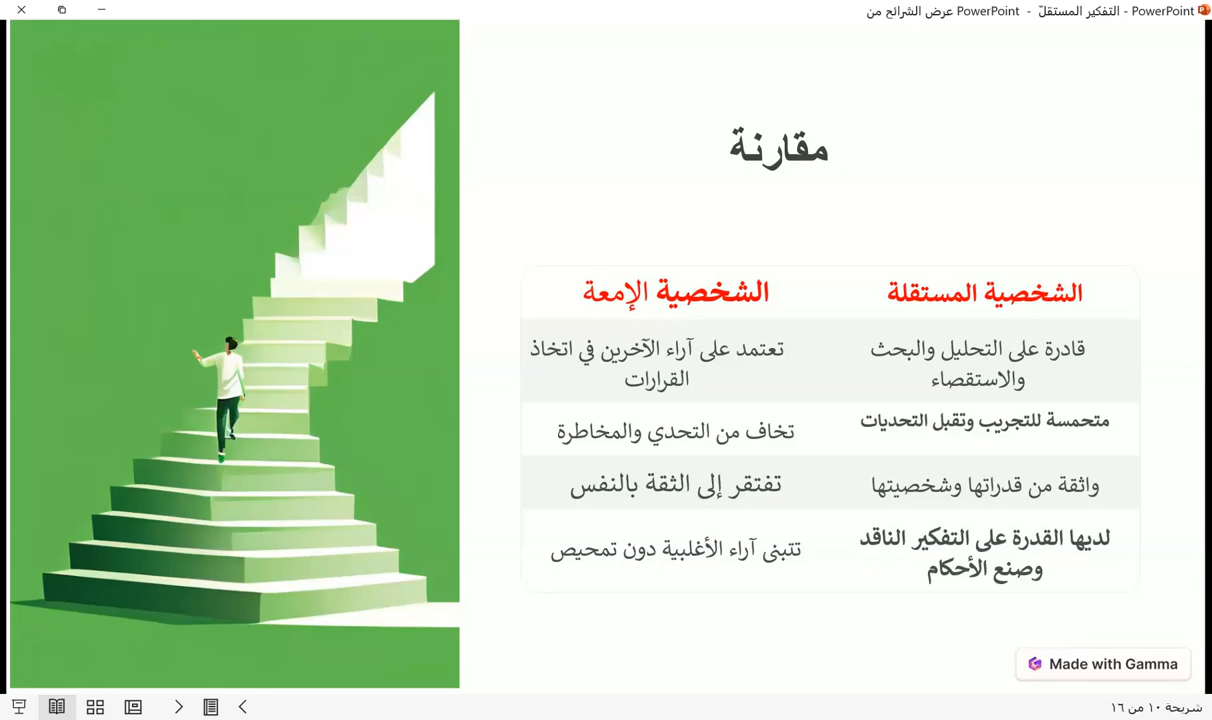 PowerPoint عرض الشرائح من - التفكير المستقلّ - PowerPoint
مقارنة
الشخصية المستقلة
الشخصية الإمعة
قادرة على التحليل والبحث
والاستقصاء
تعتمد على آراء الآخرين في اتخاذ
القرارات
متحمسة للتجريب وتقبل التحديات
تخاف من التحدي والمخاطرة
واثقة من قدراتها وشخصيتها
تفتقر إلى الثقة بالنفس
لديها القدرة على التفكير الناقد
وصنع الأحكام
تتبنى آراء الأغلبية دون تمحيص
Made with Gamma
شريحة ١٠ من ١٦